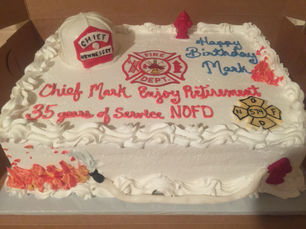 CHIEF
Happy
Birthday
Mark
FIRE
DEPT.
Chief Mark Enjoy Retirement
35 years of Service NOFD